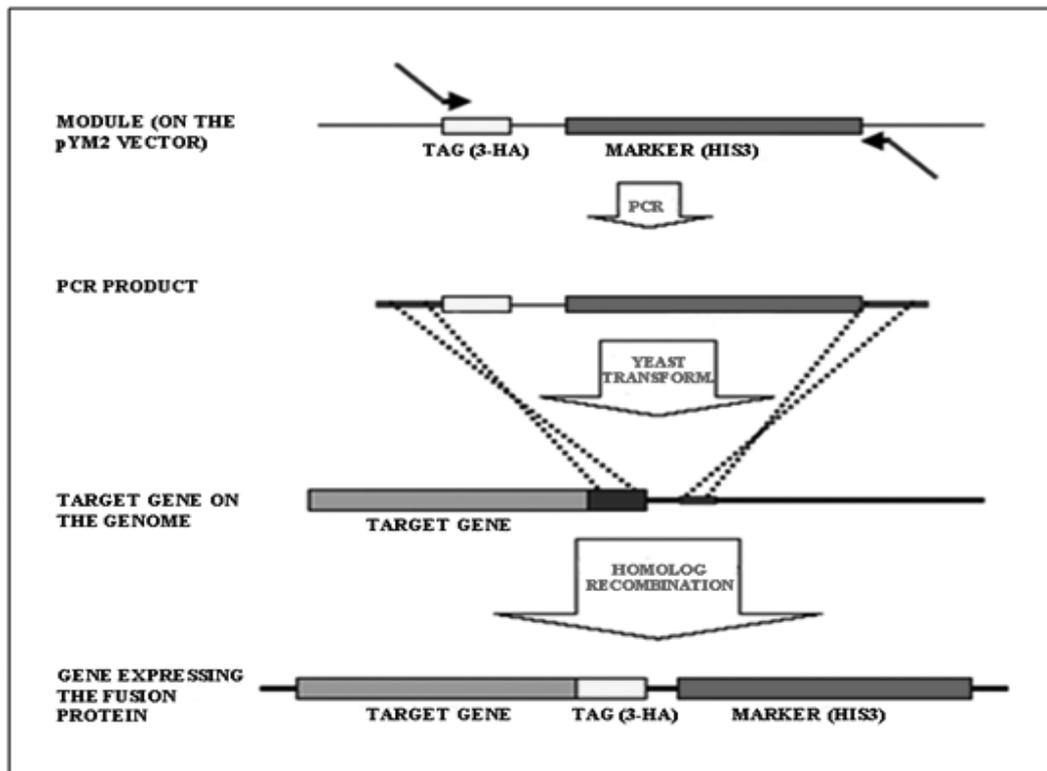 MODULE (ON THE
pYM2 VECTOR)
TAG (3-HA)
MARKER (HIS3)
PCR
PCR PRODUCT
YEAST
TRANSFORM.
TARGET GENE ON
THE GENOME
TARGET GENE
HOMOLOG
RECOMBINATION
GENE EXPRESSING
THE FUSION
PROTEIN
TARGET GENE
TAG (3-HA)
MARKER (HIS3)